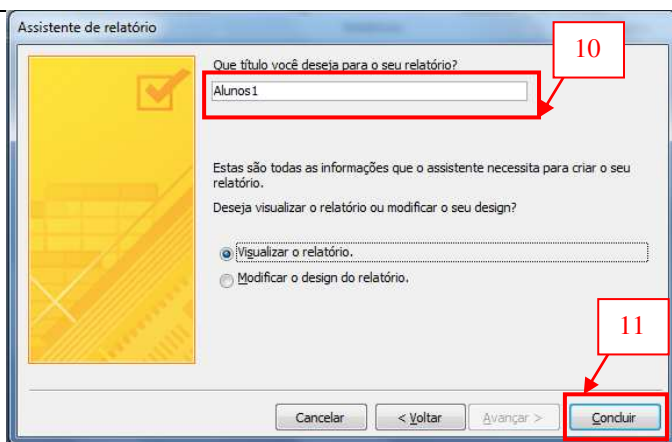 Assistente de relatório
Que título você deseja para o seu relatório?
10
Alunos1
Estas são todas as informações que o assistente necessita para criar o seu
relatório.
Deseja visualizar o relatório ou modificar o seu design?
Visualizar o relatório.
Modificar o design do relatório.
11
Cancelar
< Voltar
Avançar >
Concluir